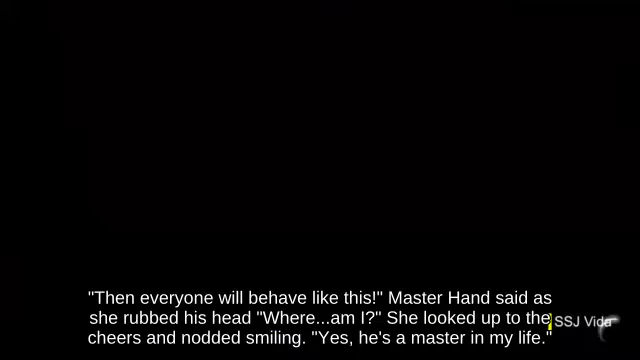 "Then everyone will behave like this!" Master Hand said as
she rubbed his head "Where...am I?" She looked up to the
cheers and nodded smiling. "Yes, he's a master in my life."
SSJ Vida